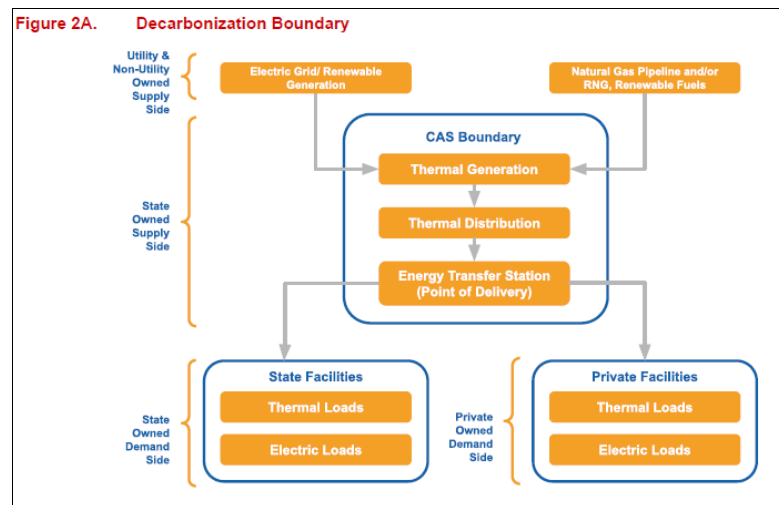 Figure 2A. Decarbonization Boundary
Utility &
Non-Utility
Owned
Supply
Side
Electric Grid/ Renewable
Generation
Natural Gas Pipeline and/or
RNG, Renewable Fuels
CAS Boundary
Thermal Generation
State
Owned
Supply
Side
Thermal Distribution
Energy Transfer Station
(Point of Delivery)
State
Owned
Demand
Side
State Facilities
Thermal Loads
Electric Loads
Private
Owned
Demand
Side
Private Facilities
Thermal Loads
Electric Loads